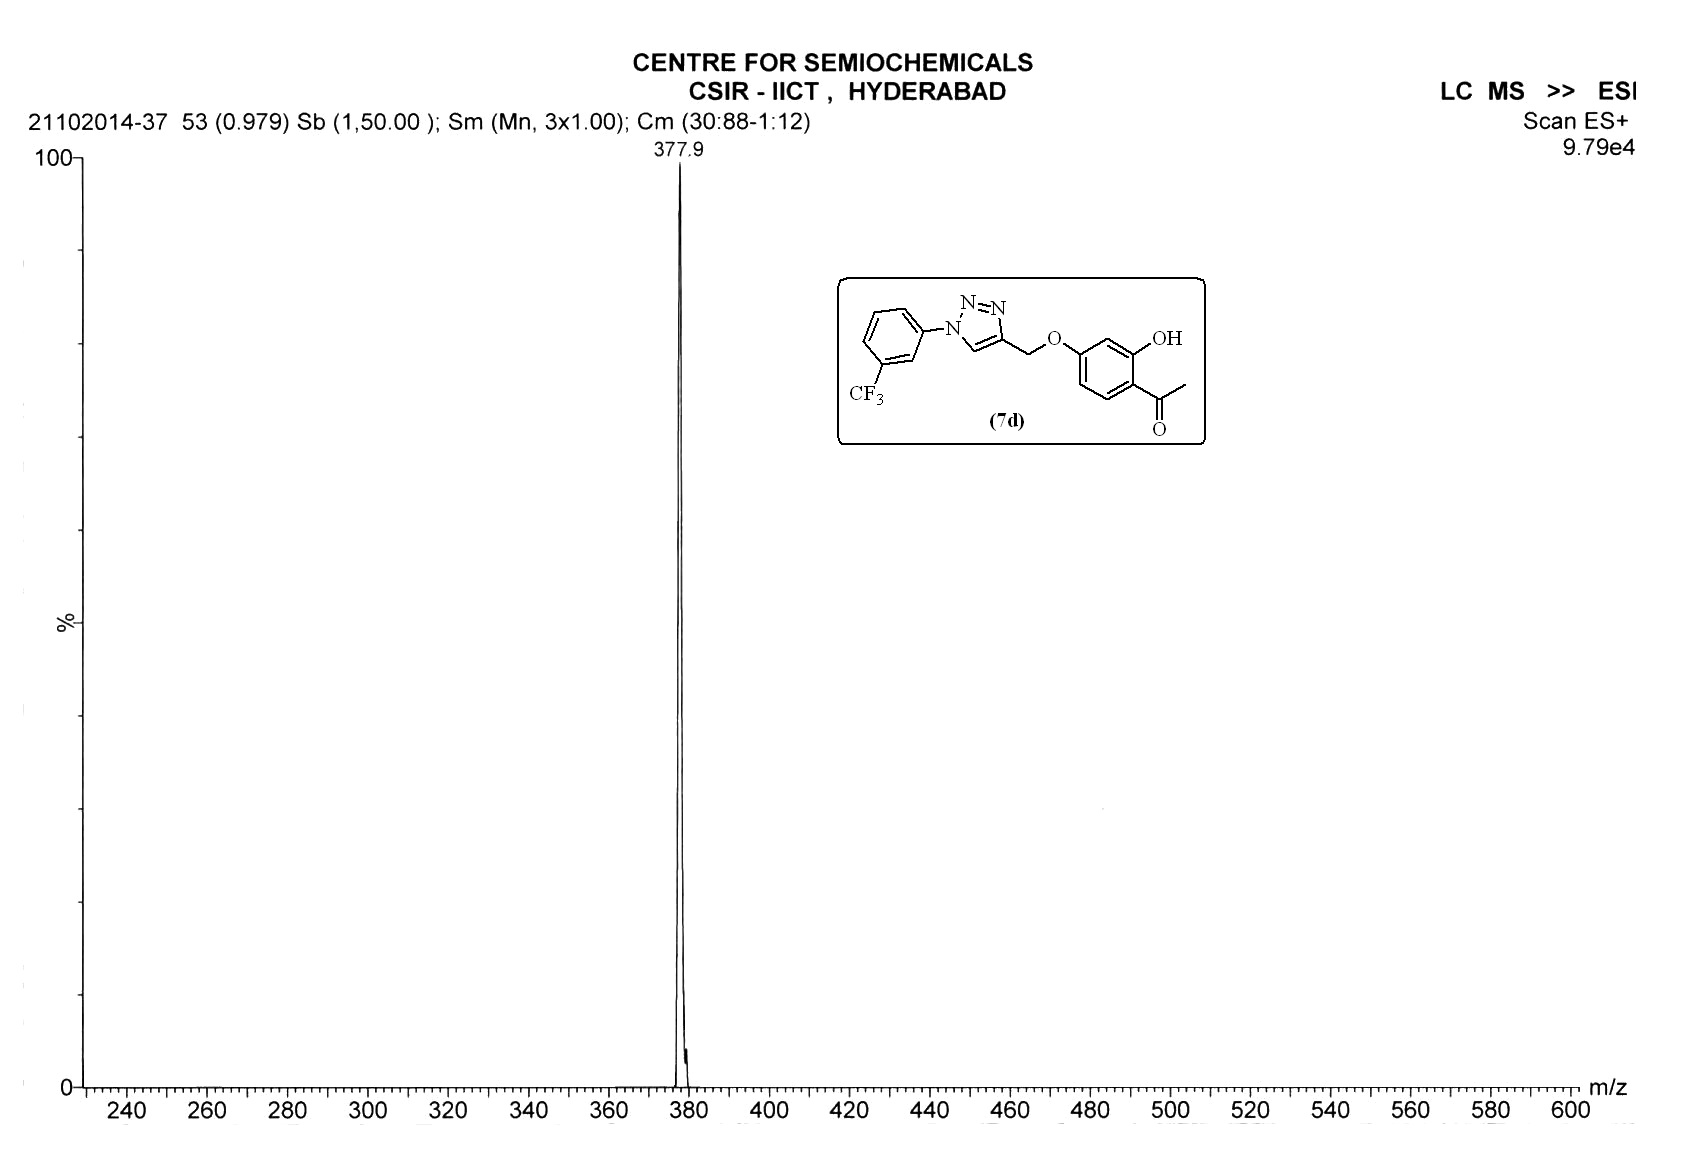 CENTRE FOR SEMIOCHEMICALS
CSIR - IICT , HYDERABAD
LC MS >> ESI
21102014-37 53 (0.979) Sb (1,50.00 ); Sm (Mn, 3x1.00); Cm (30:88-1:12)
Scan ES+
9.79e4
377.9
100
%
0
N
N
N
O
OH
CF3
O
(7d)
240 260 280 300 320 340 360 380 400 420 440 460 480 500 520 540 560 580 600
m/z